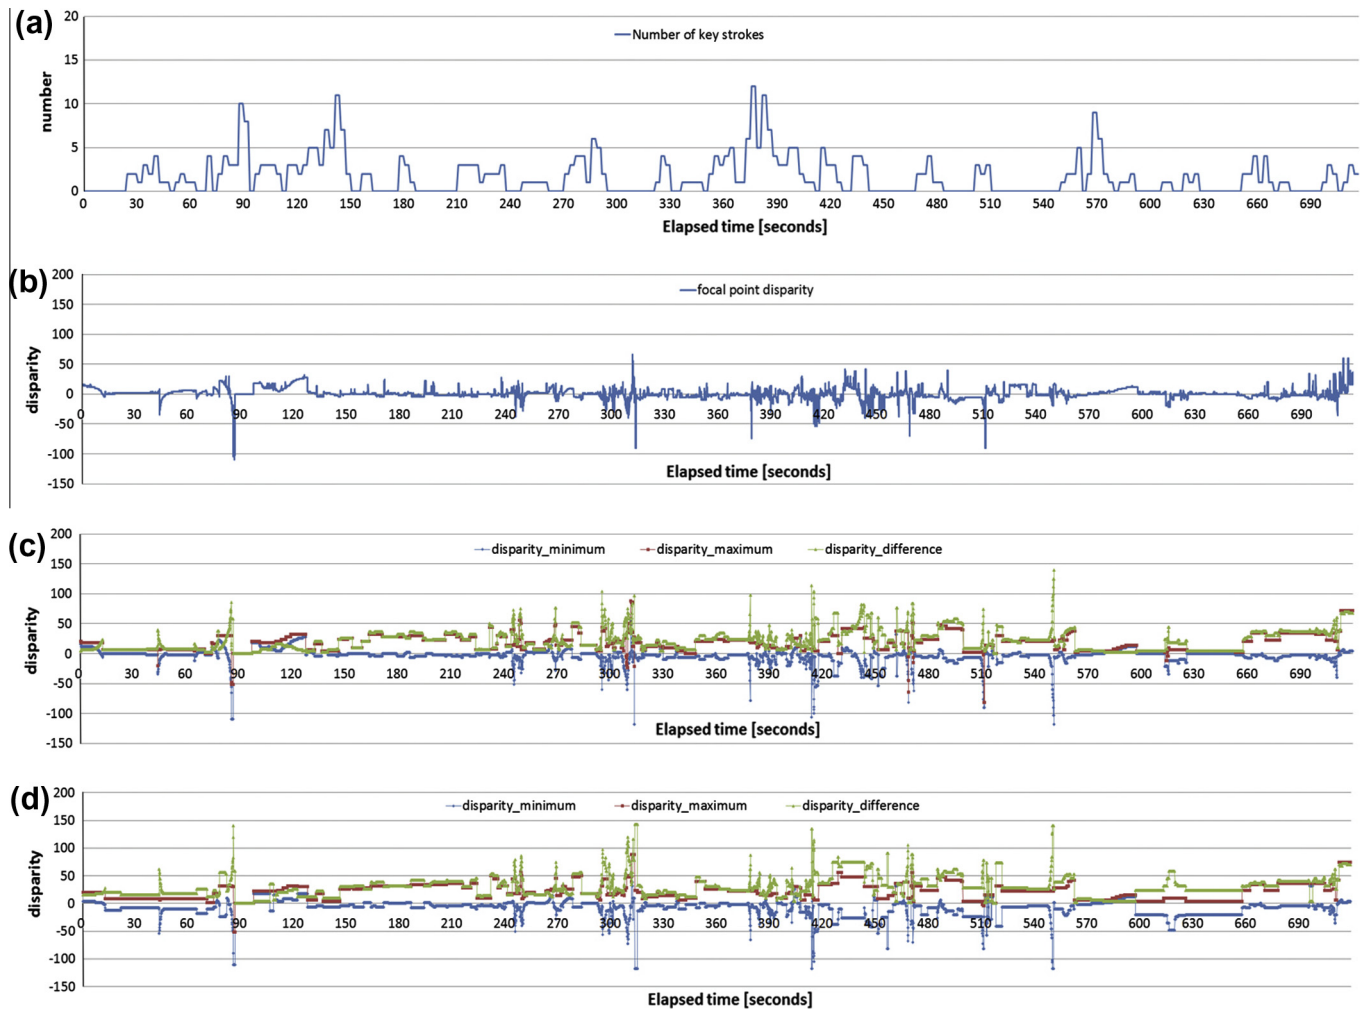 (a)
20
15
10
5
0
number
Number of key strokes
0 30 60 90 120 150 180 210 240 270 300 330 360 390 420 450 480 510 540 570 600 630 660 690
Elapsed time [seconds]
(b)
200
150
100
50
0
-50
-100
-150
disparity
focal point disparity
0 30 60 90 120 150 180 210 240 270 300 330 360 390 420 450 480 510 540 570 600 630 660 690
Elapsed time [seconds]
(c)
200
150
100
50
0
-50
-100
-150
disparity
disparity_minimum disparity_maximum disparity_difference
0 30 60 90 120 150 180 210 240 270 300 330 360 390 420 450 480 510 540 570 600 630 660 690
Elapsed time [seconds]
(d)
200
150
100
50
0
-50
-100
-150
disparity
disparity_minimum disparity_maximum disparity_difference
0 30 60 90 120 150 180 210 240 270 300 330 360 390 420 450 480 510 540 570 600 630 660 690
Elapsed time [seconds]